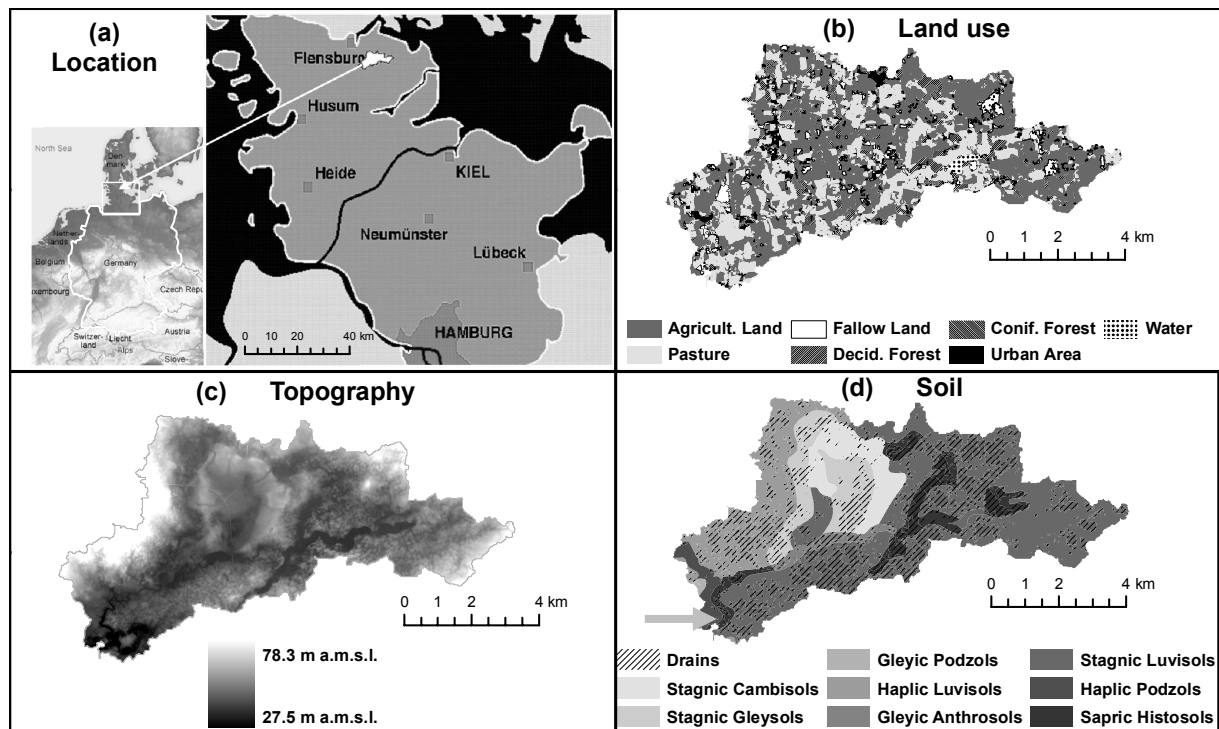 (a)
Location
North Sea
Den-
mark
Nether-
lands
Belgium
Germany
Czech Repu
Switzer-
land
Liecht
Alps
Austria
Slove-
Flensburg
Husum
Heide
KIEL
Neumünster
Lübeck
HAMBURG
0 10 20 40 km
(b) Land use
0 1 2 4 km
Agricult. Land
Fallow Land
Conif. Forest
Water
Pasture
Decid. Forest
Urban Area
(c) Topography
0 1 2 4 km
78.3 m a.m.s.l.
27.5 m a.m.s.l.
(d) Soil
0 1 2 4 km
Drains
Gleyic Podzols
Stagnic Luvisols
Stagnic Cambisols
Haplic Luvisols
Haplic Podzols
Stagnic Gleysols
Gleyic Anthrosols
Sapric Histosols